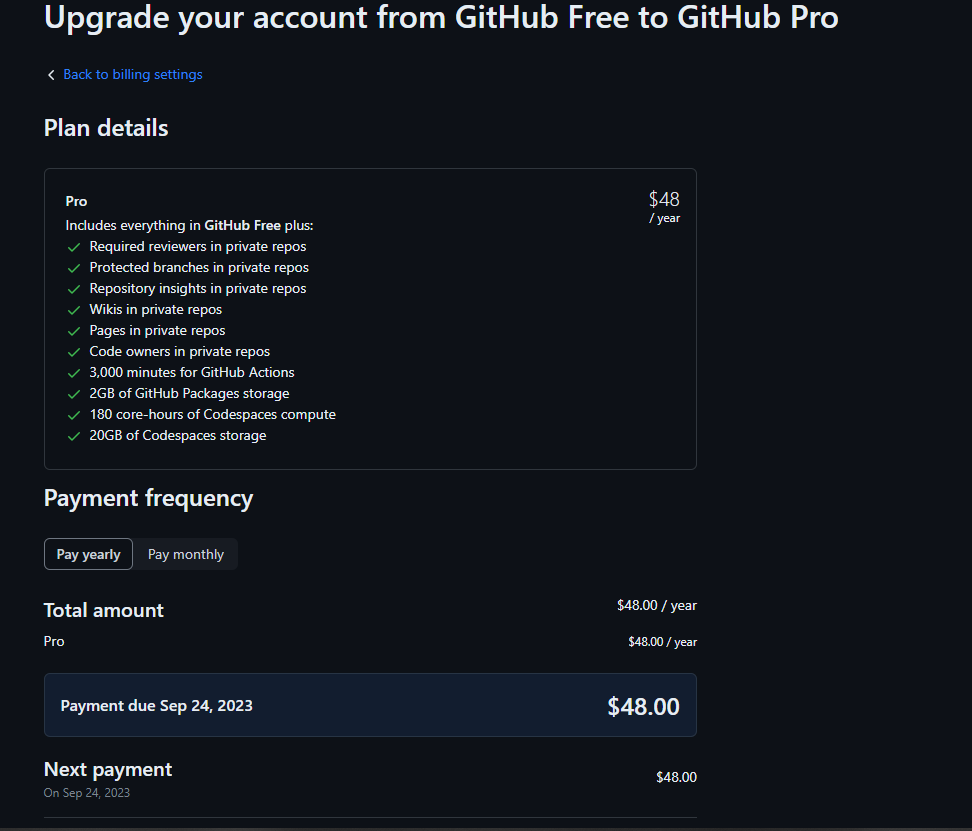 Upgrade your account from GitHub Free to GitHub Pro
Back to billing settings
Plan details
Pro
$48
/ year
Includes everything in GitHub Free plus:
Required reviewers in private repos
Protected branches in private repos
Repository insights in private repos
Wikis in private repos
Pages in private repos
Code owners in private repos
3,000 minutes for GitHub Actions
2GB of GitHub Packages storage
180 core-hours of Codespaces compute
20GB of Codespaces storage
Payment frequency
Pay yearly Pay monthly
Total amount $48.00 / year
Pro $48.00 / year
Payment due Sep 24, 2023 $48.00
Next payment $48.00
On Sep 24, 2023